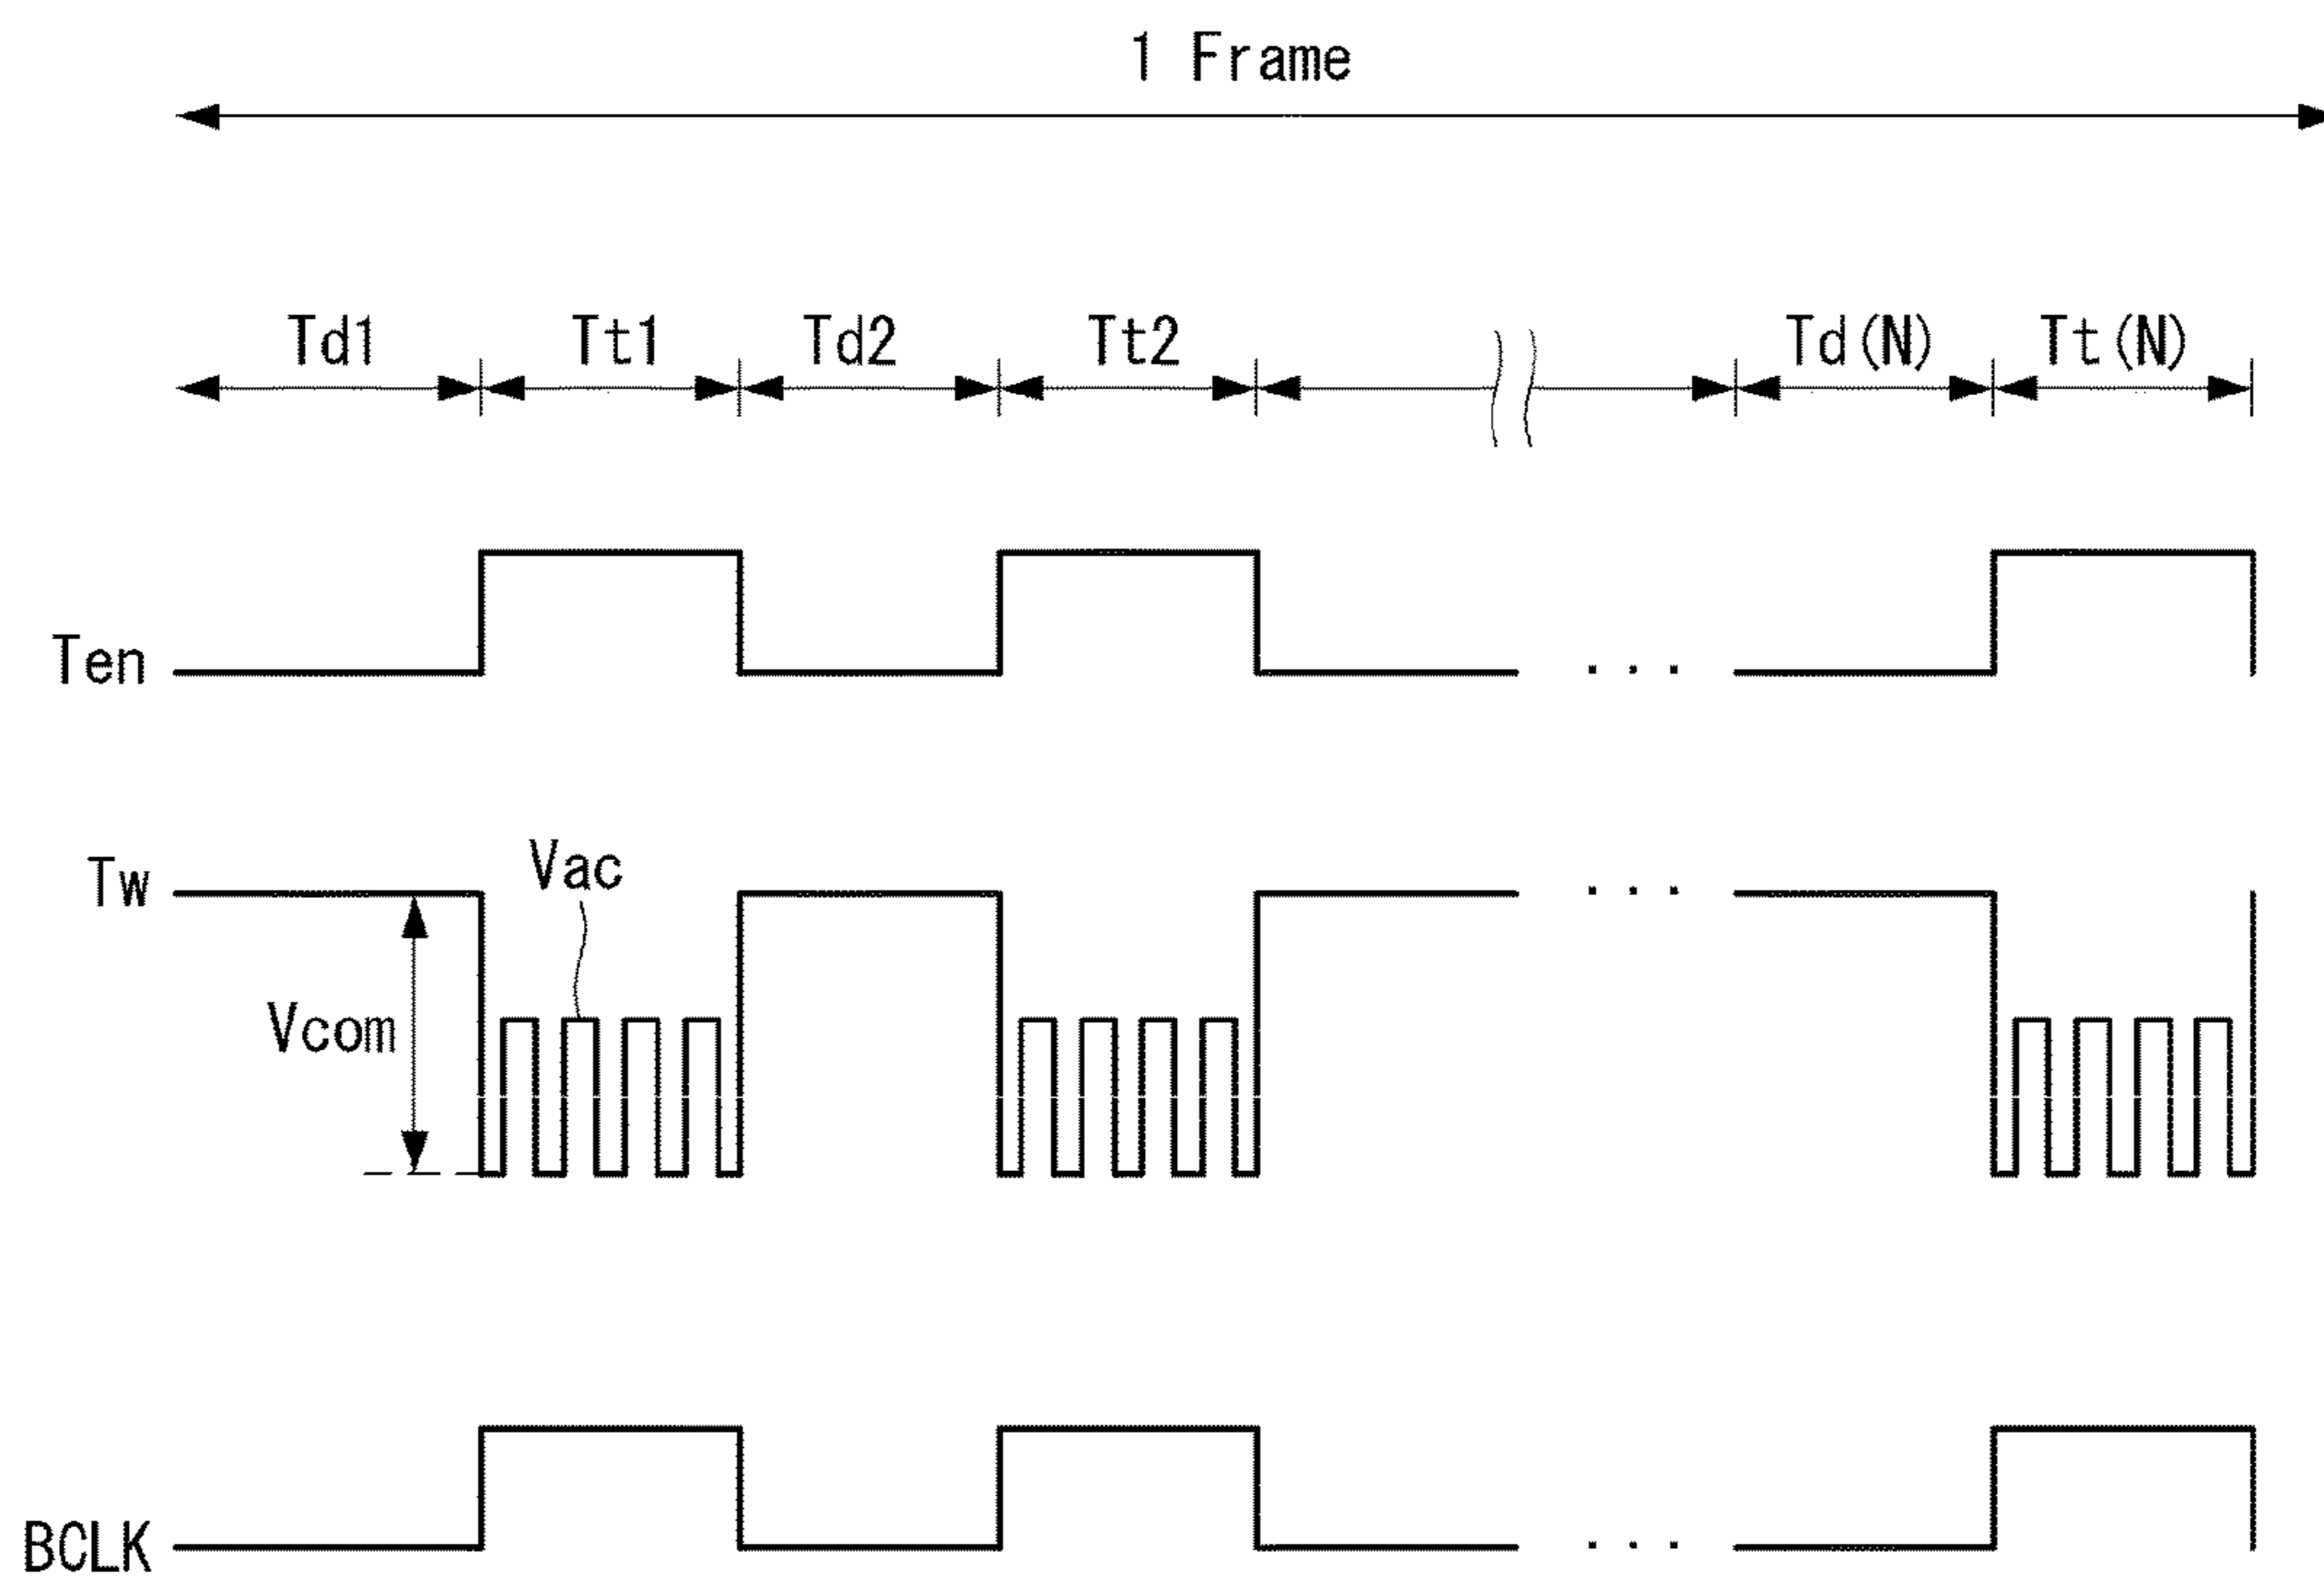 1 Frame
Td1 Tt1 Td2 Tt2 Td(N) Tt(N)
Ten
...
Tw
Vac
...
Vcom
BCLK
...